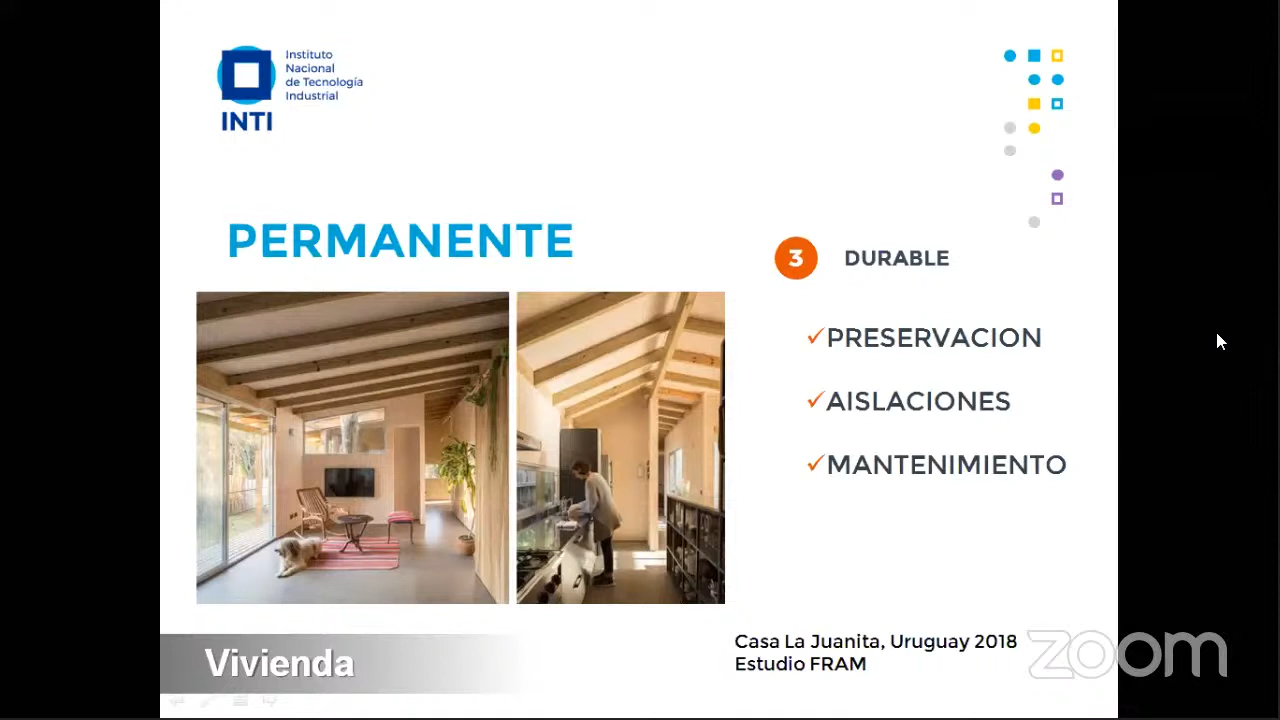 Instituto
Nacional
de Tecnología
Industrial
INTI
PERMANENTE
3 DURABLE
✓PRESERVACION
✓AISLACIONES
✓MANTENIMIENTO
Casa La Juanita, Uruguay 2018
Estudio FRAM
Vivienda
zoom